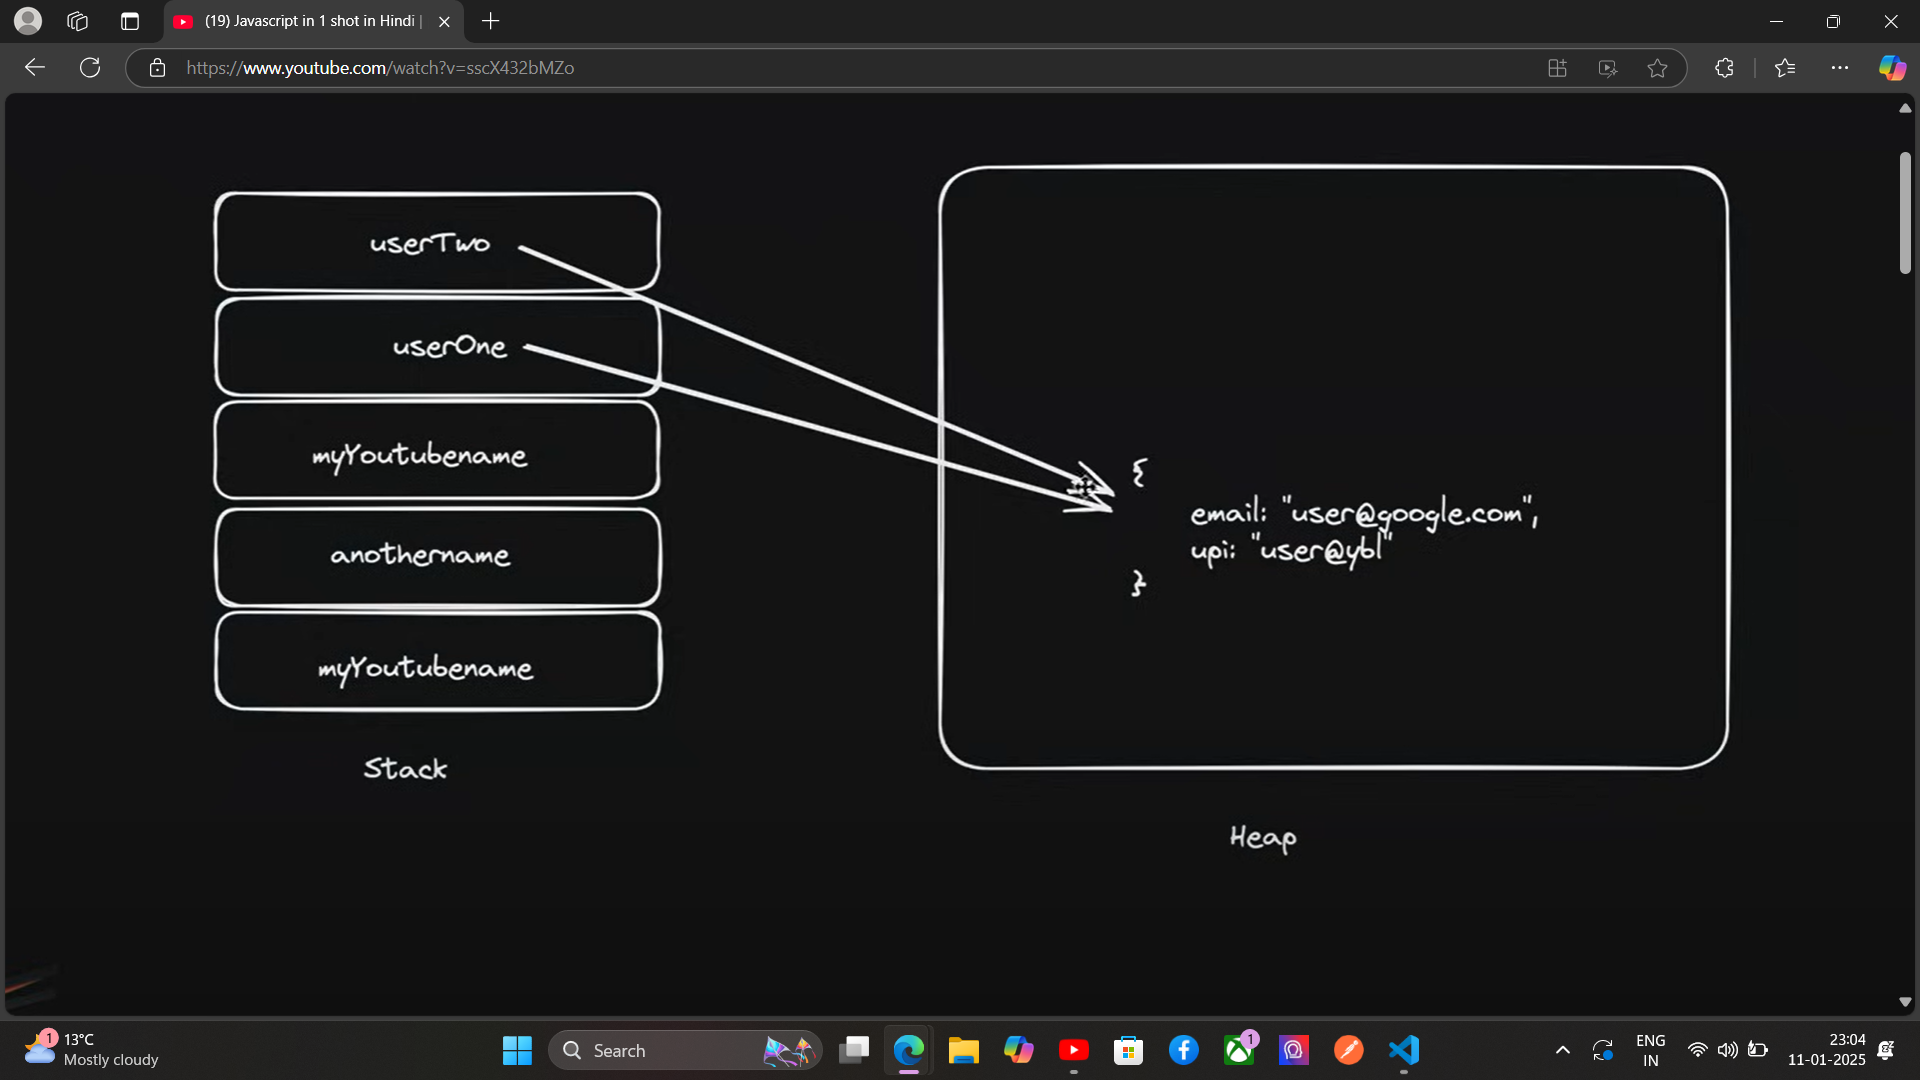 (19) Javascript in 1 shot in Hindi |
https://www.youtube.com/watch?v=sscX432bMZo
userTwo
userOne
myYoutubename
anothername
myYoutubename
Stack
{
email: "user@google.com",
upi: "user@ybl"
}
Heap
1
13°C
Mostly cloudy
Search
1
ENG
IN
23:04
11-01-2025